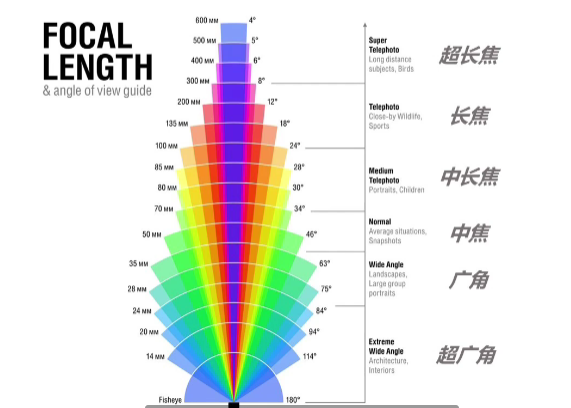 FOCAL
LENGTH
& angle of view guide
600 MM 4°
500 MM 5°
400 MM 6°
300 MM 8°
200 MM 12°
135 MM 18°
100 MM 24°
85 MM 28°
80 MM 30°
70 MM 34°
50 MM 46°
35 MM 63°
28 MM 75°
24 MM 84°
20 MM 94°
14 MM 114°
Fisheye 180°
Super
Telephoto
Long distance
subjects, Birds
超长焦
Telephoto
Close-by Wildlife,
Sports
长焦
Medium
Telephoto
Portraits, Children
中长焦
Normal
Average situations,
Snapshots
中焦
Wide Angle
Landscapes,
Large group
portraits
广角
Extreme
Wide Angle
Architecture,
Interiors
超广角